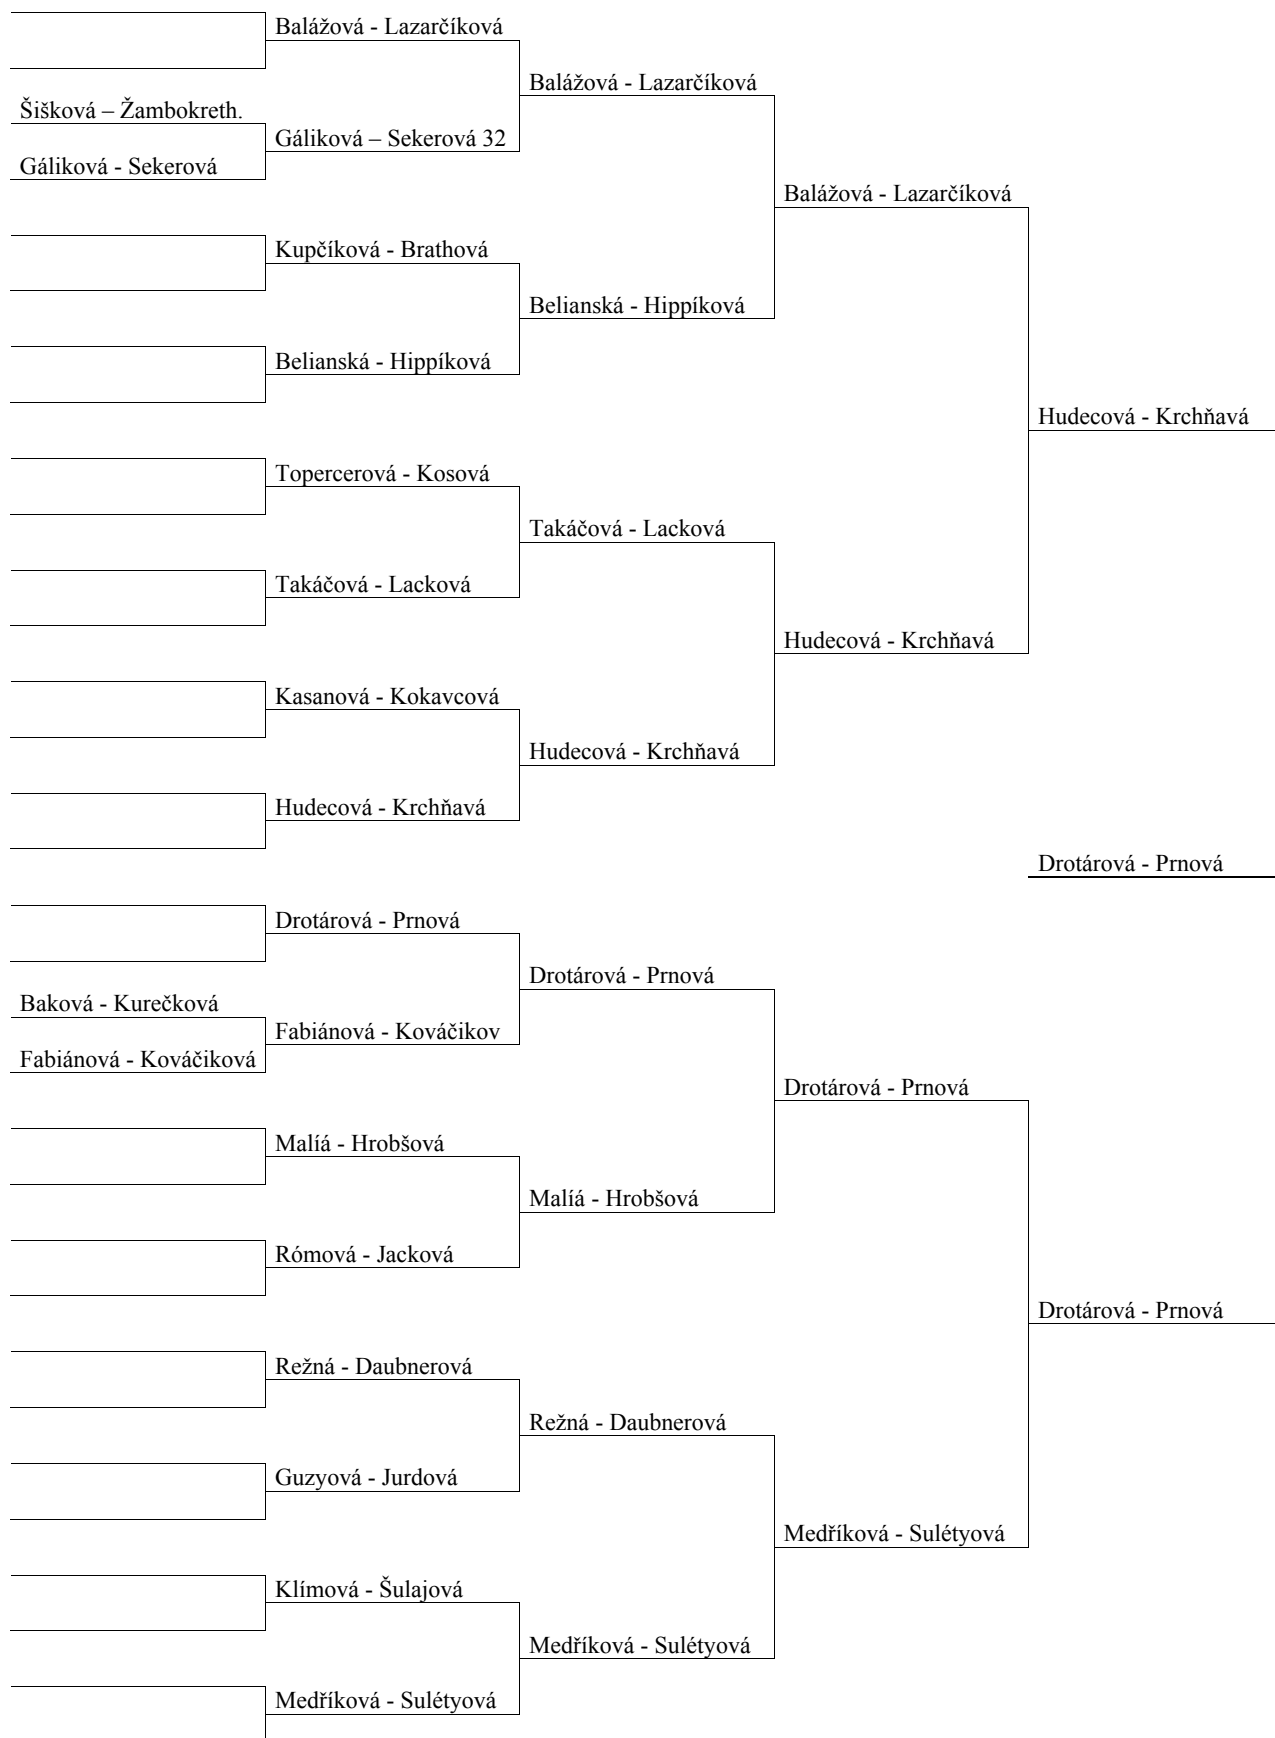 Balážová - Lazarčíková
Balážová - Lazarčíková
Šišková – Žambokreth.
Gáliková – Sekerová 32
Gáliková - Sekerová
Balážová - Lazarčíková
Kupčíková - Brathová
Belianská - Hippíková
Belianská - Hippíková
Hudecová - Krchňavá
Topercerová - Kosová
Takáčová - Lacková
Takáčová - Lacková
Hudecová - Krchňavá
Kasanová - Kokavcová
Hudecová - Krchňavá
Hudecová - Krchňavá
Drotárová - Prnová
Drotárová - Prnová
Drotárová - Prnová
Baková - Kurečková
Fabiánová - Kováčikov
Fabiánová - Kováčiková
Drotárová - Prnová
Malíá - Hrobšová
Malíá - Hrobšová
Rómová - Jacková
Drotárová - Prnová
Režná - Daubnerová
Režná - Daubnerová
Guzyová - Jurdová
Medříková - Sulétyová
Klímová - Šulajová
Medříková - Sulétyová
Medříková - Sulétyová